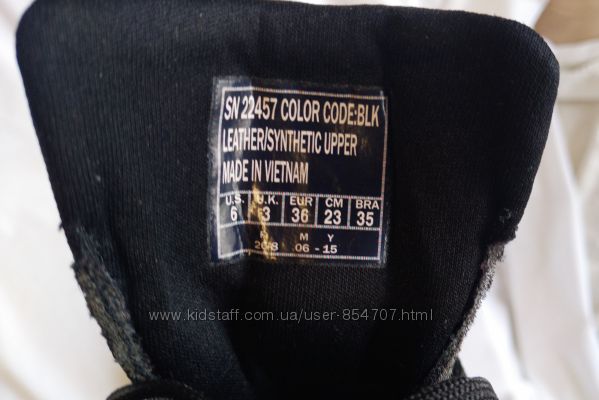 SN 22457 COLOR CODE:BLK
LEATHER/SYNTHETIC UPPER
MADE IN VIETNAM
U.S. U.K. EUR CM BRA
6 3 36 23 35
M Y
06 - 15
www.kidstaff.com.ua/user-854707.html